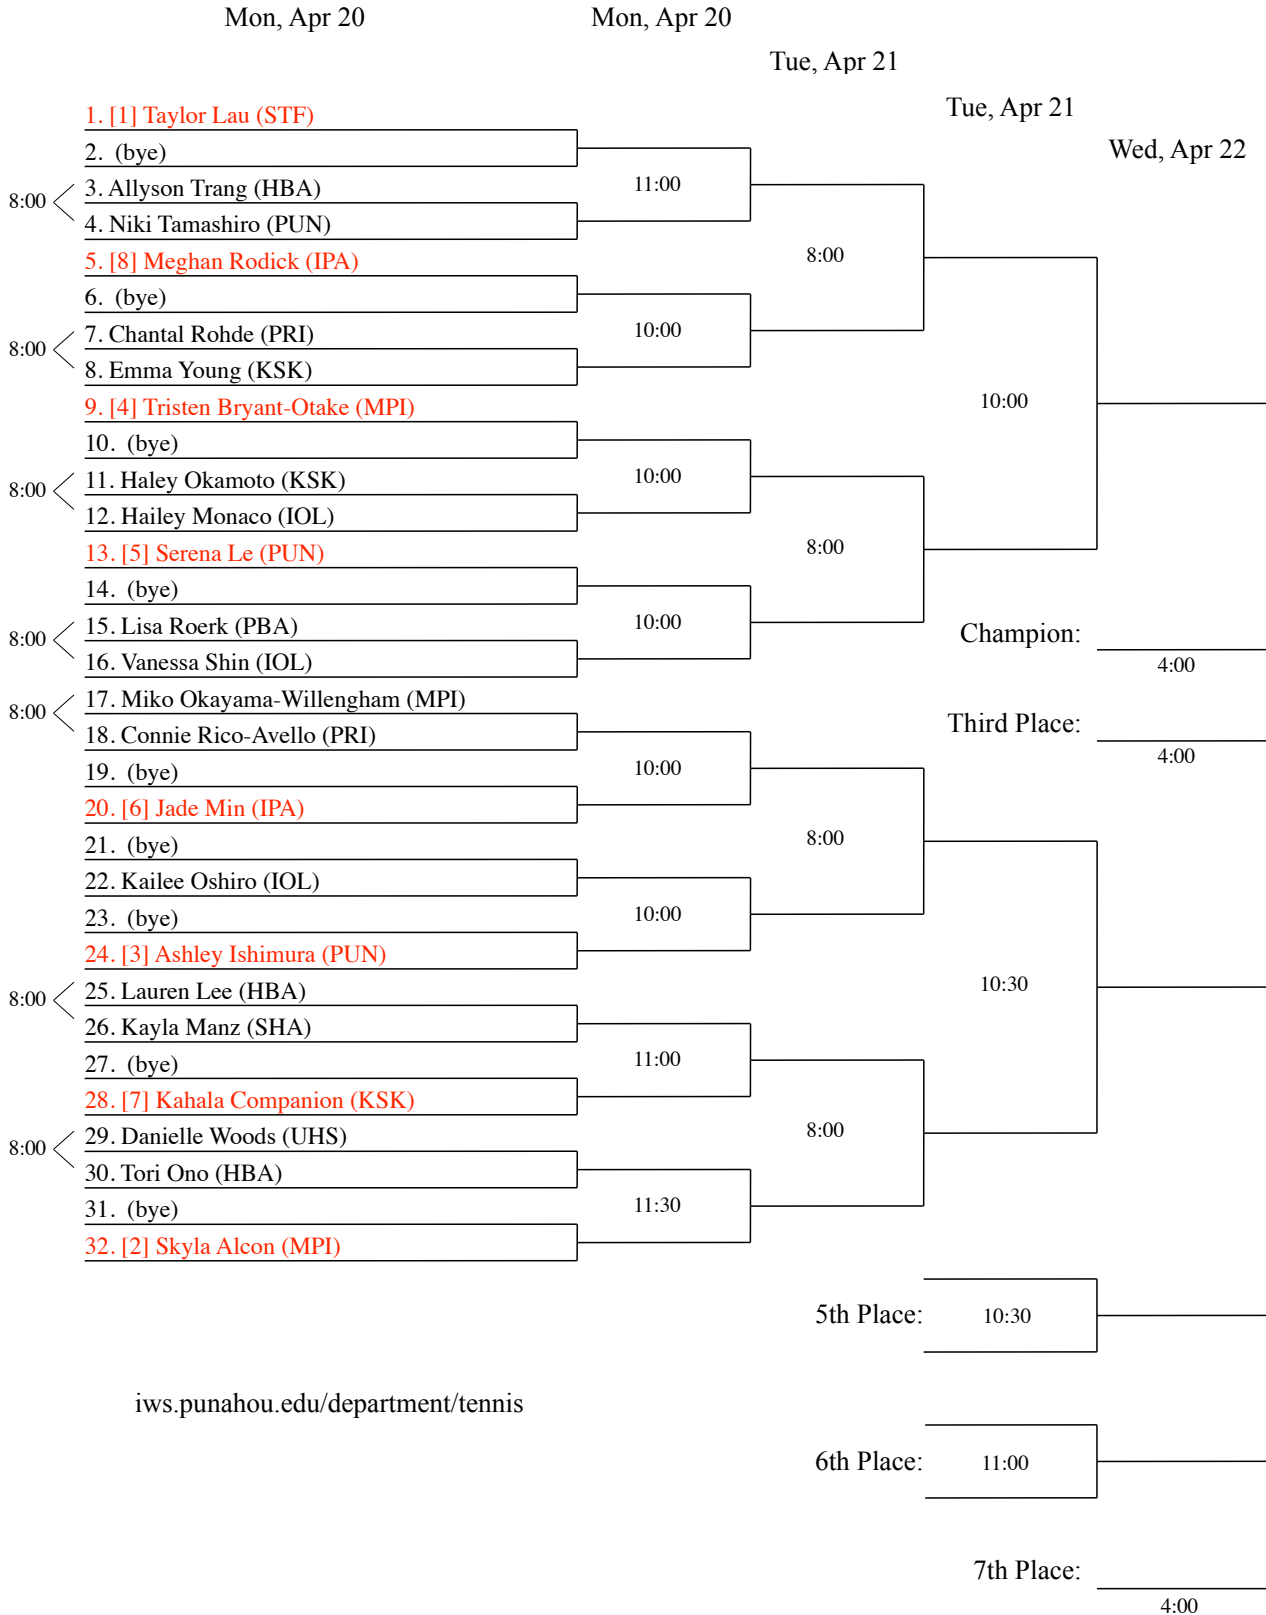 Mon, Apr 20
Mon, Apr 20
Tue, Apr 21
Tue, Apr 21
Wed, Apr 22
1. [1] Taylor Lau (STF)
2. (bye)
8:00
3. Allyson Trang (HBA)
11:00
4. Niki Tamashiro (PUN)
8:00
5. [8] Meghan Rodick (IPA)
6. (bye)
8:00
7. Chantal Rohde (PRI)
10:00
8. Emma Young (KSK)
10:00
9. [4] Tristen Bryant-Otake (MPI)
10. (bye)
8:00
11. Haley Okamoto (KSK)
10:00
12. Hailey Monaco (IOL)
8:00
13. [5] Serena Le (PUN)
14. (bye)
8:00
15. Lisa Roerk (PBA)
10:00
Champion:
16. Vanessa Shin (IOL)
4:00
8:00
17. Miko Okayama-Willengham (MPI)
18. Connie Rico-Avello (PRI)
Third Place:
4:00
19. (bye)
10:00
20. [6] Jade Min (IPA)
8:00
21. (bye)
22. Kailee Oshiro (IOL)
23. (bye)
10:00
24. [3] Ashley Ishimura (PUN)
10:30
8:00
25. Lauren Lee (HBA)
26. Kayla Manz (SHA)
27. (bye)
11:00
28. [7] Kahala Companion (KSK)
8:00
8:00
29. Danielle Woods (UHS)
30. Tori Ono (HBA)
31. (bye)
11:30
32. [2] Skyla Alcon (MPI)
5th Place:
10:30
iws.punahou.edu/department/tennis
6th Place:
11:00
7th Place:
4:00